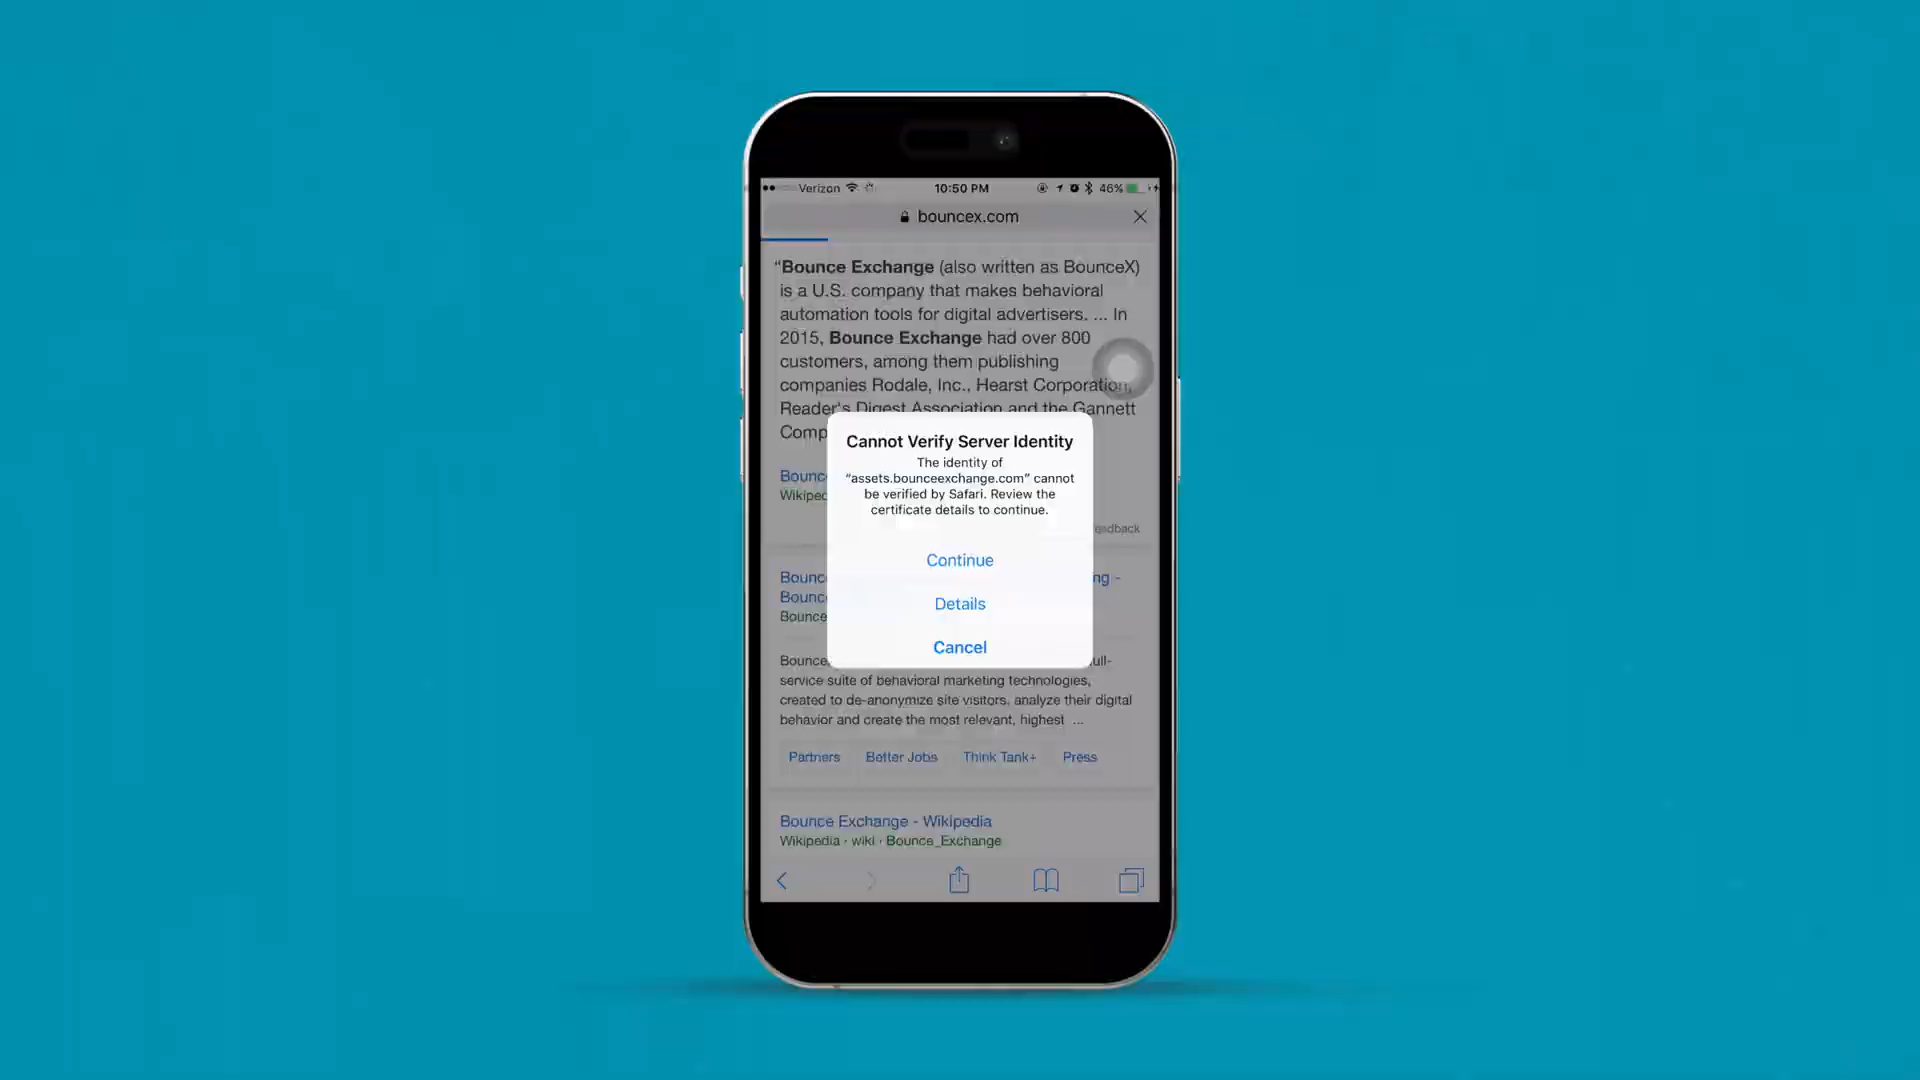 Verizon 10:50 PM 46%
bouncex.com
“Bounce Exchange (also written as BounceX)
is a U.S. company that makes behavioral
automation tools for digital advertisers. ... In
2015, Bounce Exchange had over 800
customers, among them publishing
companies Rodale, Inc., Hearst Corporation,
Reader's Digest Association and the Gannett
Comp
Cannot Verify Server Identity
The identity of
“assets.bounceexchange.com” cannot
be verified by Safari. Review the
certificate details to continue.
Continue
Details
Cancel
Bounc
Wikiped
eedback
Bounc ng -
Bounc
Bounce
Bounce ull-
service suite of behavioral marketing technologies,
created to de-anonymize site visitors, analyze their digital
behavior and create the most relevant, highest ...
Partners Better Jobs Think Tank+ Press
Bounce Exchange - Wikipedia
Wikipedia · wiki · Bounce_Exchange